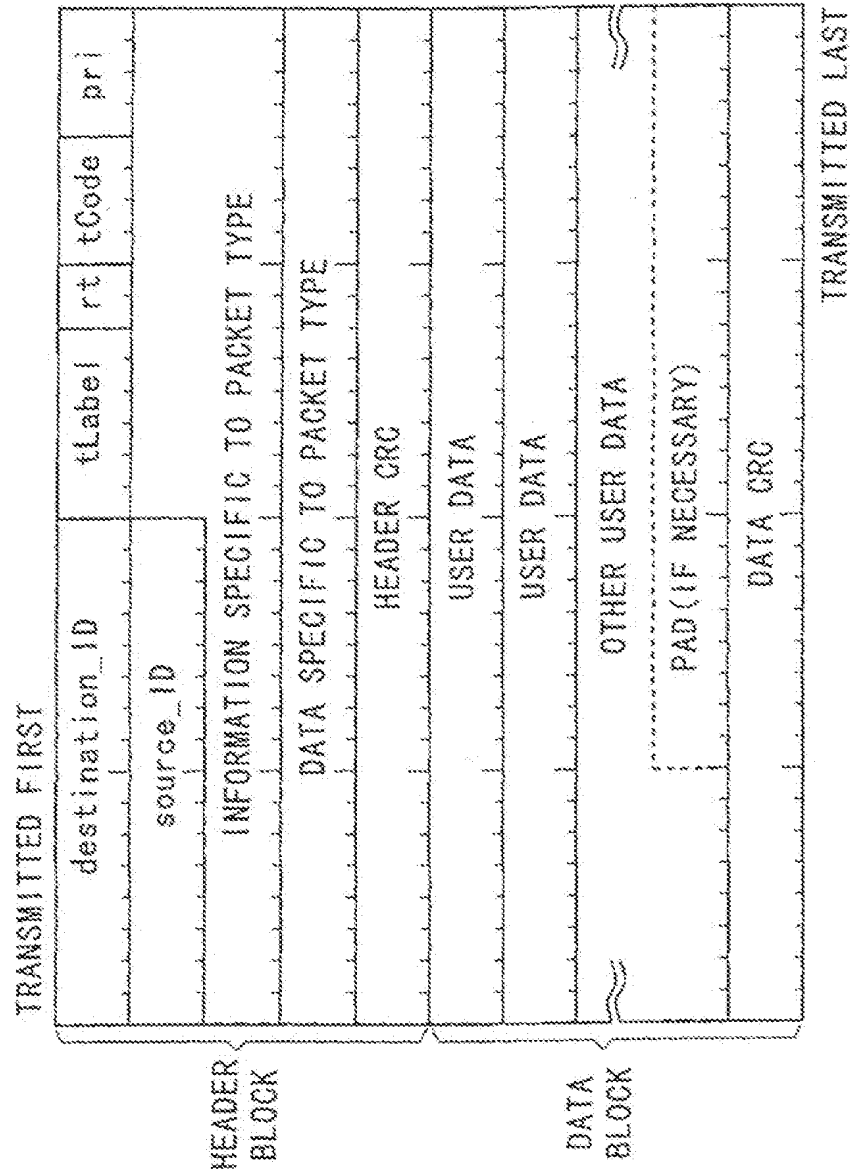 TRANSMITTED FIRST
destination_ID tLabel rt tCode pri
source_ID
INFORMATION SPECIFIC TO PACKET TYPE
DATA SPECIFIC TO PACKET TYPE
HEADER CRC
HEADER
BLOCK
USER DATA
USER DATA
OTHER USER DATA
PAD(IF NECESSARY)
DATA CRC
DATA
BLOCK
TRANSMITTED LAST